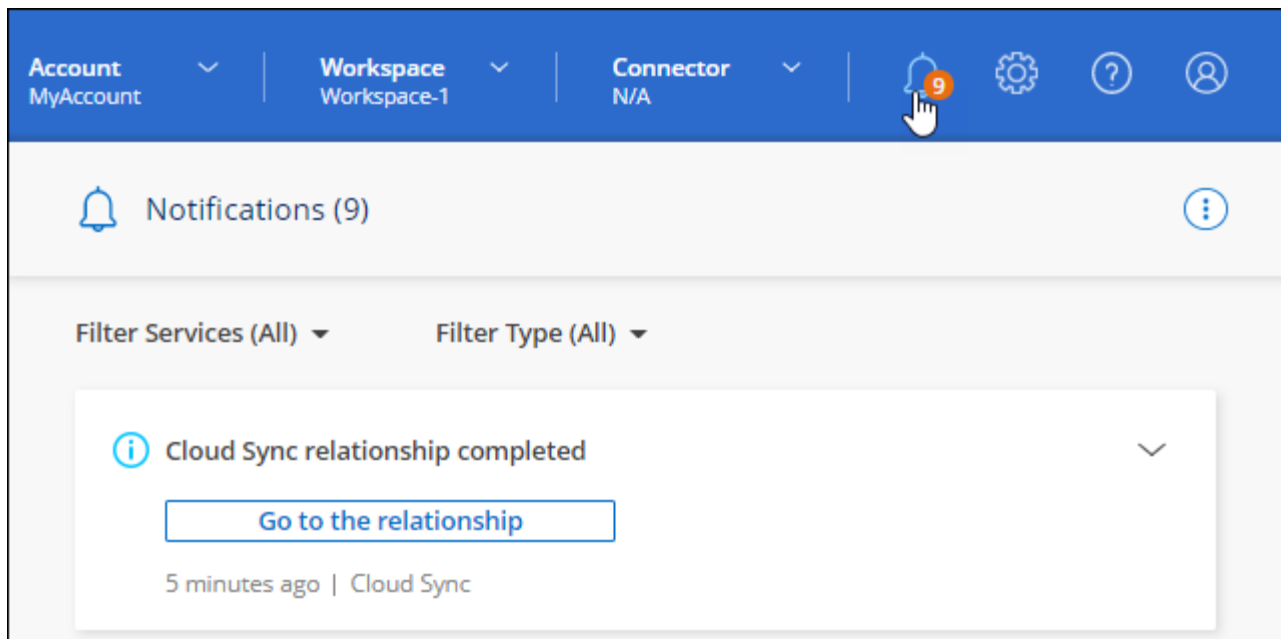 Account Workspace Connector
MyAccount Workspace-1 N/A
9
?
Notifications (9)
Filter Services (All) Filter Type (All)
i Cloud Sync relationship completed
Go to the relationship
5 minutes ago | Cloud Sync